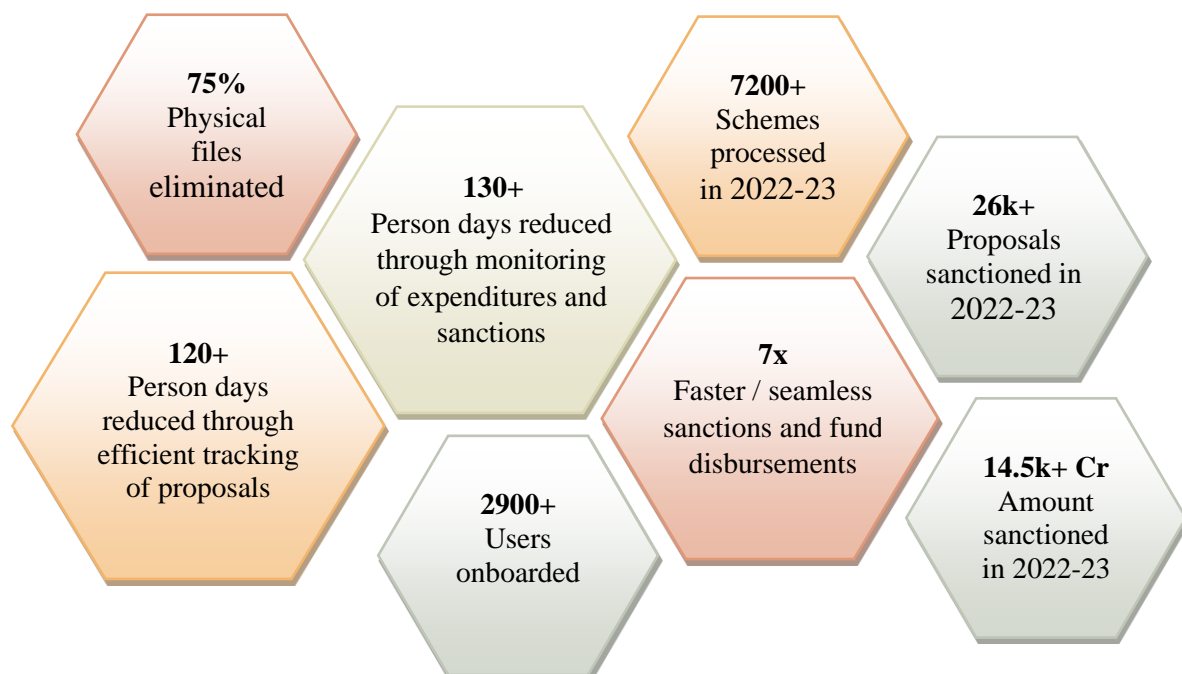 75%
Physical
files
eliminated
130+
Person days reduced
through monitoring
of expenditures and
sanctions
7200+
Schemes
processed
in 2022-23
26k+
Proposals
sanctioned in
2022-23
120+
Person days
reduced through
efficient tracking
of proposals
2900+
Users
onboarded
7x
Faster / seamless
sanctions and fund
disbursements
14.5k+ Cr
Amount
sanctioned
in 2022-23